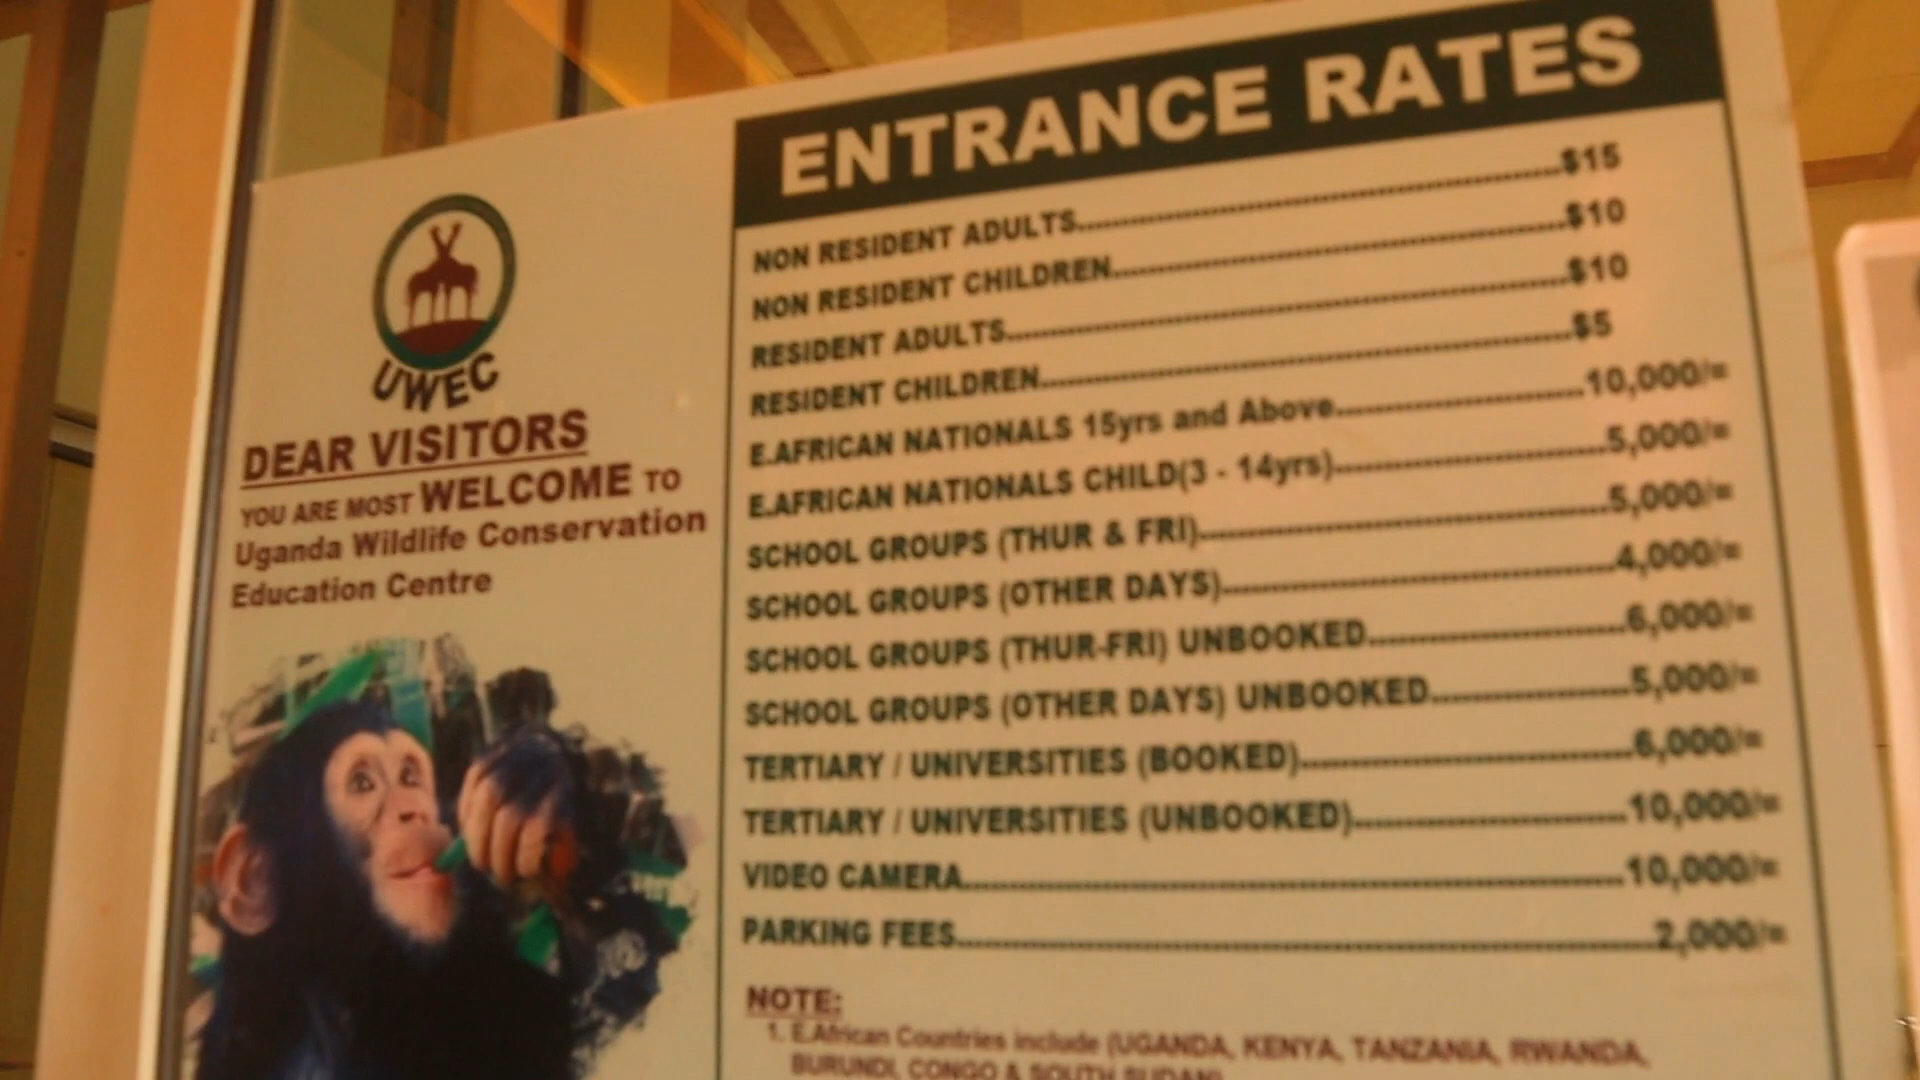 ENTRANCE RATES
NON RESIDENT ADULTS....................$15
NON RESIDENT CHILDREN....................$10
RESIDENT ADULTS....................$10
RESIDENT CHILDREN....................$5
E.AFRICAN NATIONALS 15yrs and Above....................10,000/=
E.AFRICAN NATIONALS CHILD(3 - 14yrs)....................5,000/=
SCHOOL GROUPS (THUR & FRI)....................5,000/=
SCHOOL GROUPS (OTHER DAYS)....................4,000/=
SCHOOL GROUPS (THUR-FRI) UNBOOKED....................6,000/=
SCHOOL GROUPS (OTHER DAYS) UNBOOKED....................5,000/=
TERTIARY / UNIVERSITIES (BOOKED)....................6,000/=
TERTIARY / UNIVERSITIES (UNBOOKED)....................10,000/=
VIDEO CAMERA....................10,000/=
PARKING FEES....................2,000/=
NOTE:
1. E.African Countries include (UGANDA, KENYA, TANZANIA, RWANDA,
BURUNDI, CONGO & SOUTH SUDAN)
UWEC
DEAR VISITORS
YOU ARE MOST WELCOME TO
Uganda Wildlife Conservation
Education Centre